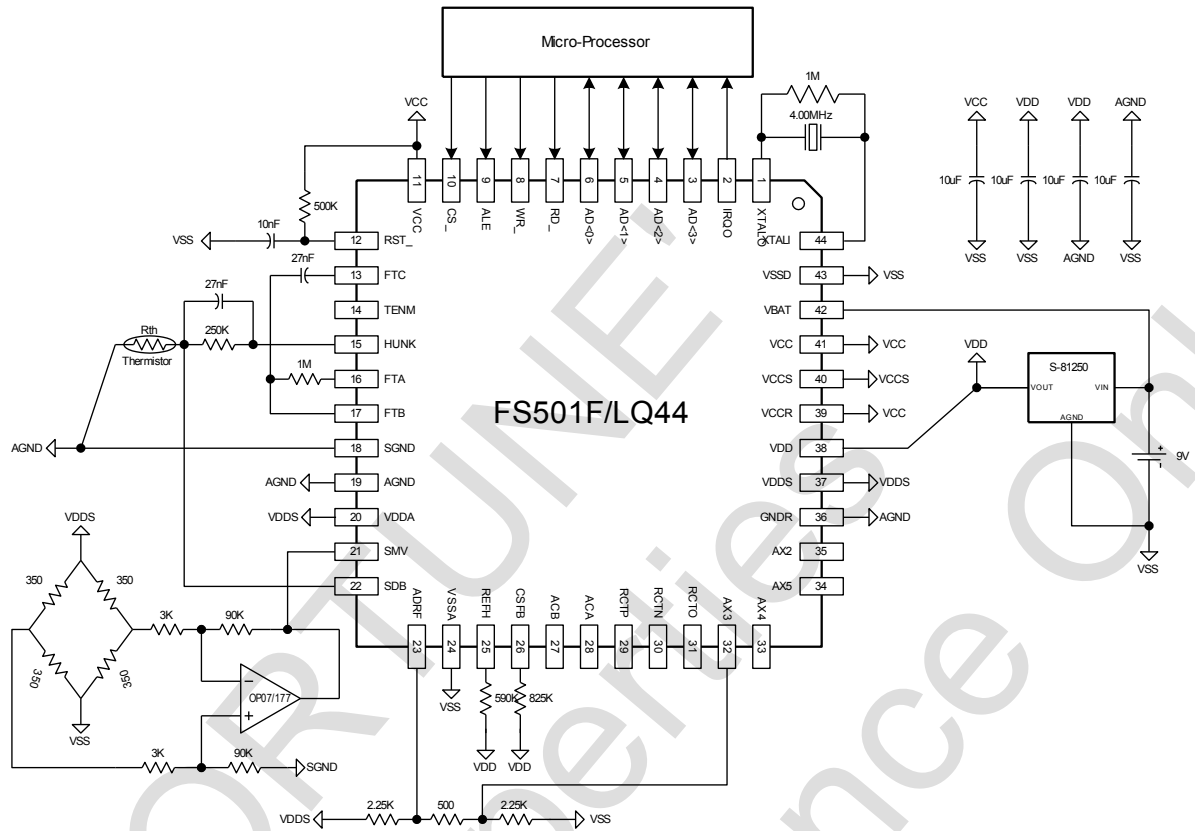 Micro-Processor
1M
4.00MHz
VCC
VCC VDD VDD AGND
10uF 10uF 10uF 10uF
VSS VSS AGND VSS
500K
10nF
VSS
11 10 9 8 7 6 5 4 3 2 1
VCC CS_ ALE WR_ RD_ AD<0> AD<1> AD<2> AD<3> IRQO XTALO
12 RST_
XTALI 44
27nF
13 FTC
VSSD 43 VSS
27nF
14 TENM
VBAT 42
Rth
Thermistor
250K
15 HUNK
VCC 41 VCC
1M
16 FTA
VCCS 40 VCCS
17 FTB
VCCR 39 VCC
FS501F/LQ44
VDD
S-81250
VOUT VIN
AGND
9V
VSS
AGND
18 SGND
VDD 38
AGND 19 AGND
VDDS 37 VDDS
VDDS 20 VDDA
GNDR 36 AGND
21 SMV
AX2 35
22 SDB
AX5 34
ADRF VSSA REFH CSFB ACB ACA RCTP RCTN RCTO AX3 AX4
23 24 25 26 27 28 29 30 31 32 33
VSS
590K 825K
VDD VDD
VDDS
350 350
350 350
VSS
3K 90K
OP07/177
3K 90K SGND
VDDS 2.25K 500 2.25K VSS
ORTUNE'
perties
ence Onl